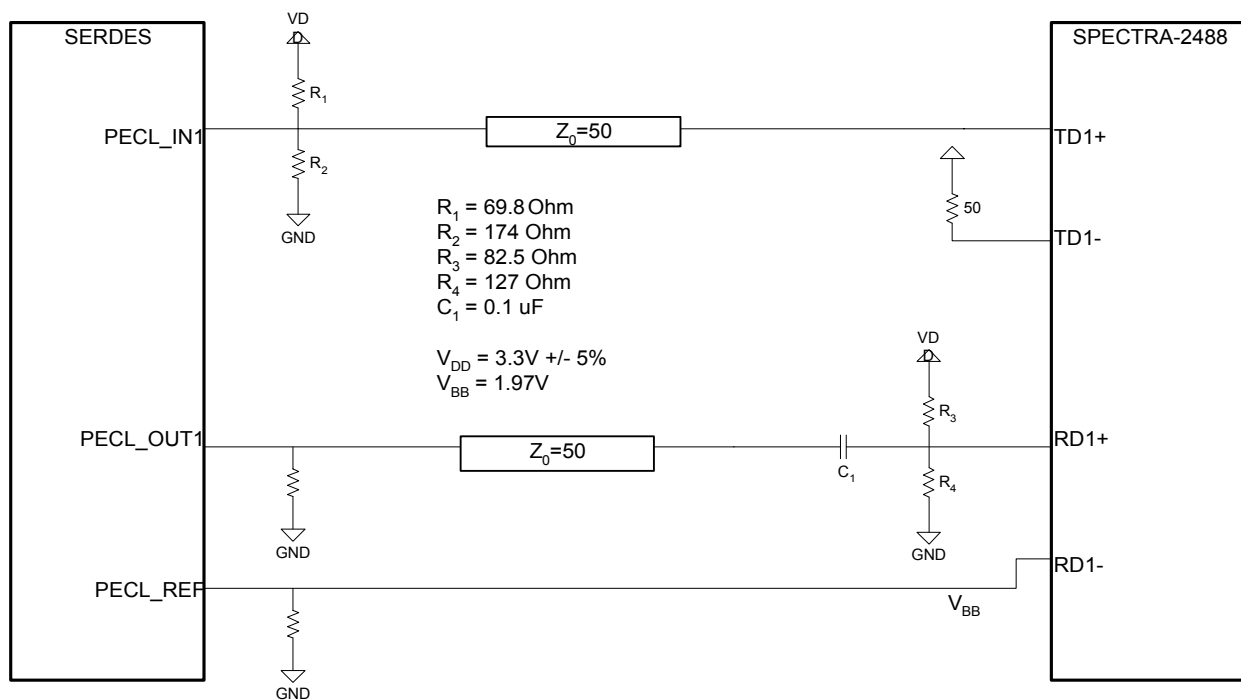 SERDES
SPECTRA-2488
VD
D
R1
PECL_IN1
Z0=50
TD1+
R2
R1 = 69.8 Ohm
R2 = 174 Ohm
R3 = 82.5 Ohm
R4 = 127 Ohm
C1 = 0.1 uF
50
GND
TD1-
VDD = 3.3V +/- 5%
VBB = 1.97V
VD
D
R3
PECL_OUT1
Z0=50
C1
RD1+
R4
GND
GND
PECL_REF
RD1-
VBB
GND